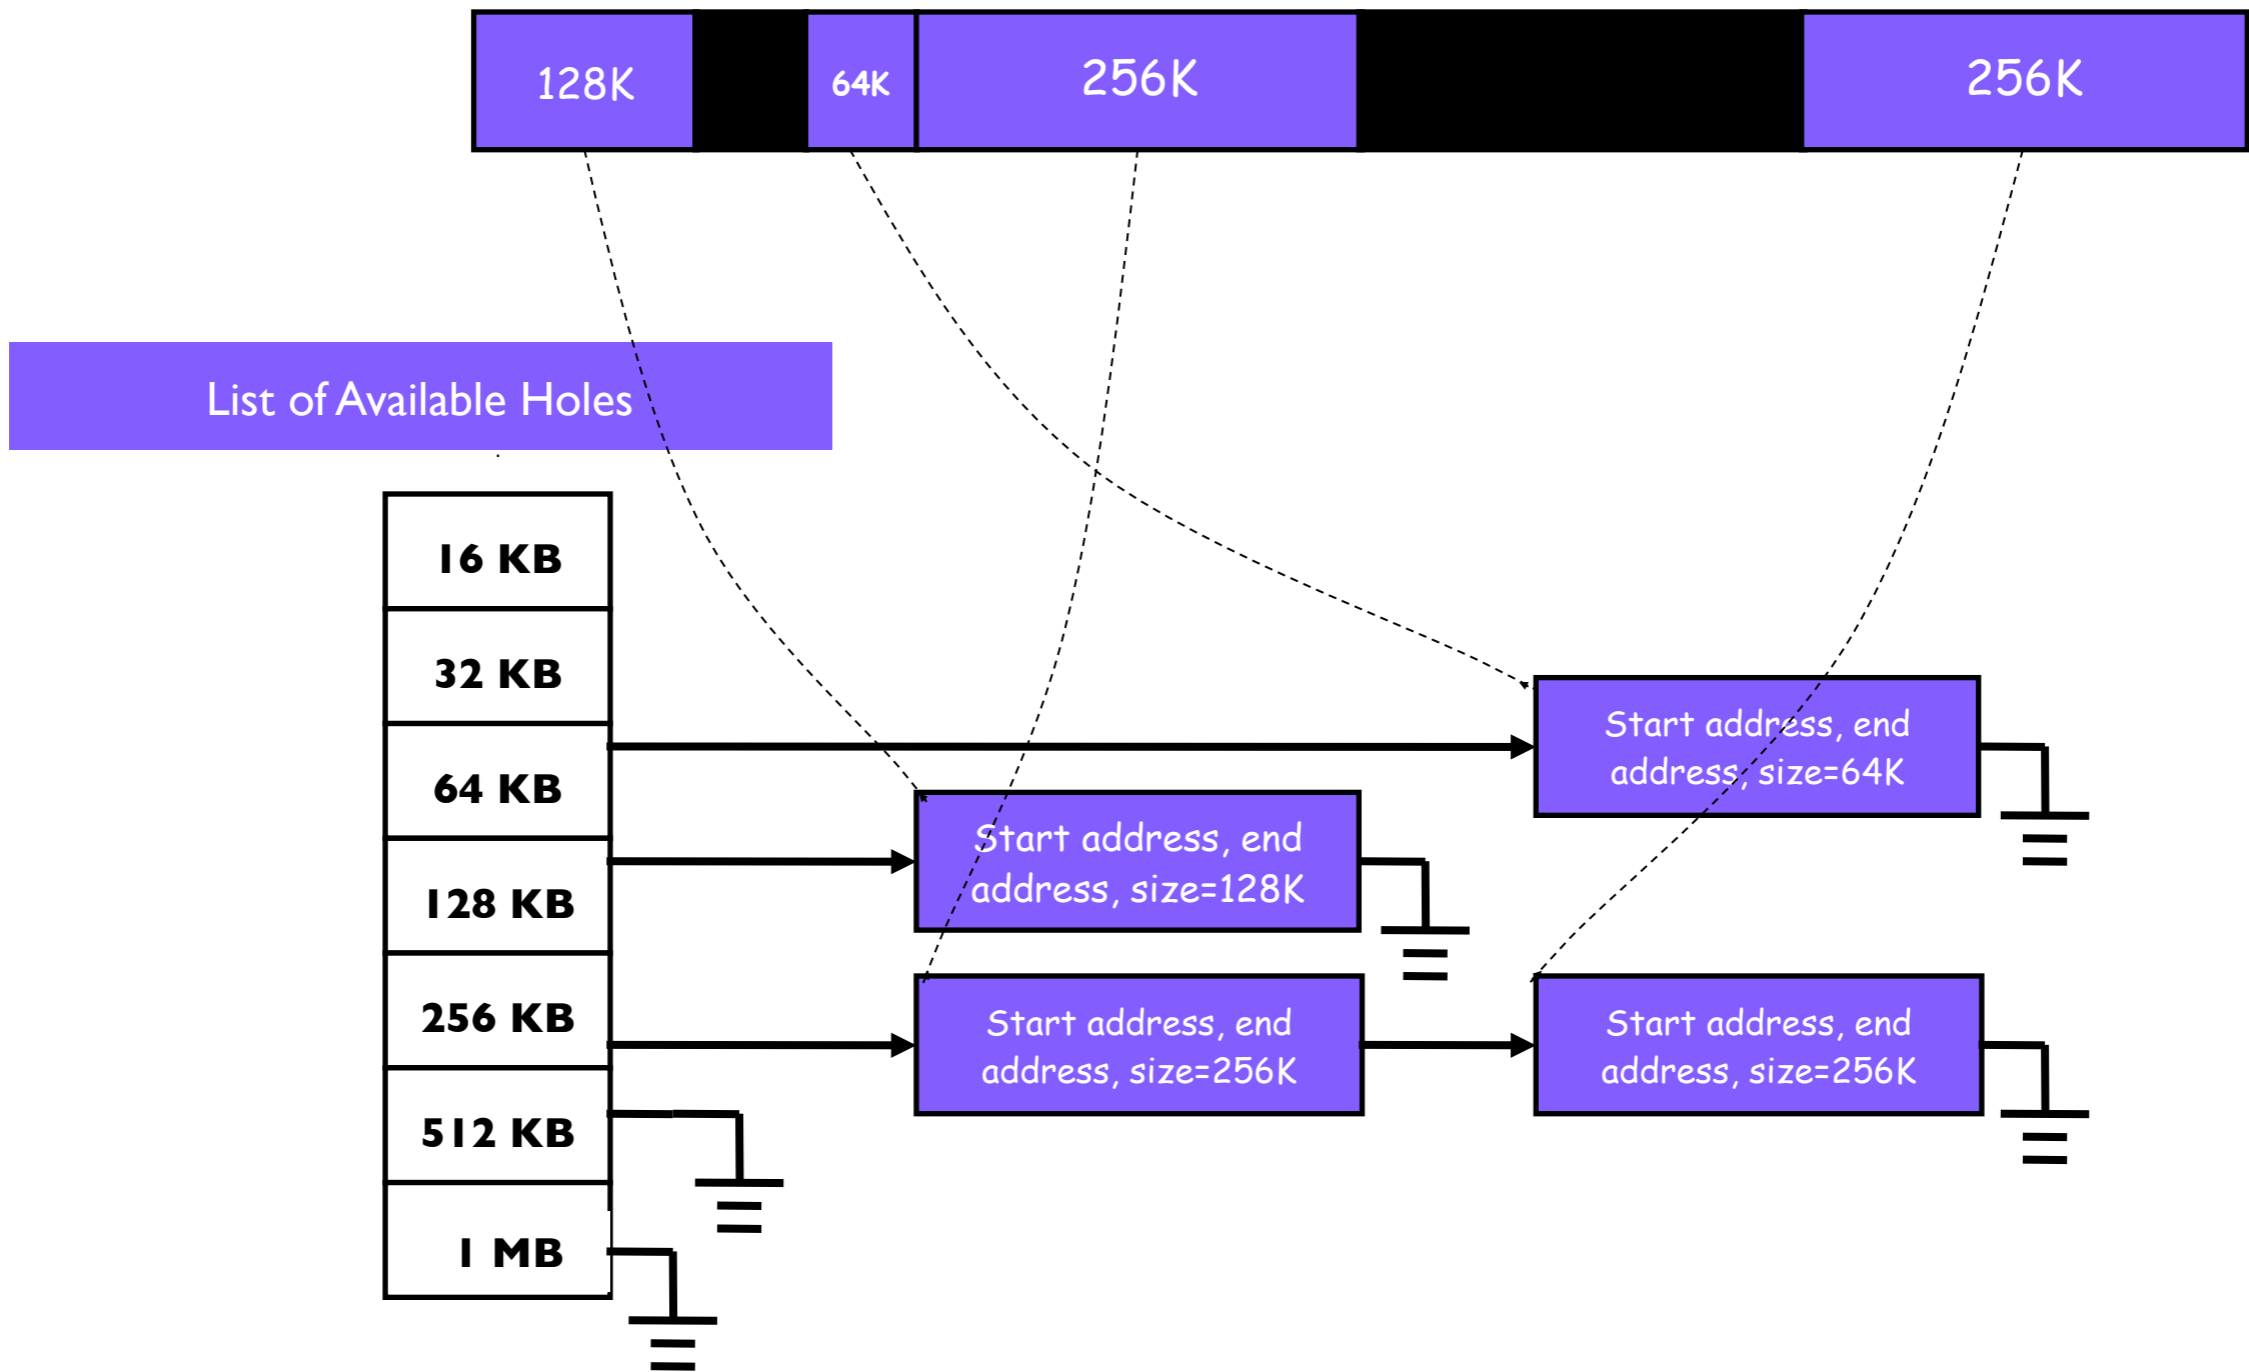 128K
64K
256K
256K
List of Available Holes
16 KB
32 KB
64 KB
128 KB
256 KB
512 KB
1 MB
Start address, end
address, size=64K
Start address, end
address, size=128K
Start address, end
address, size=256K
Start address, end
address, size=256K